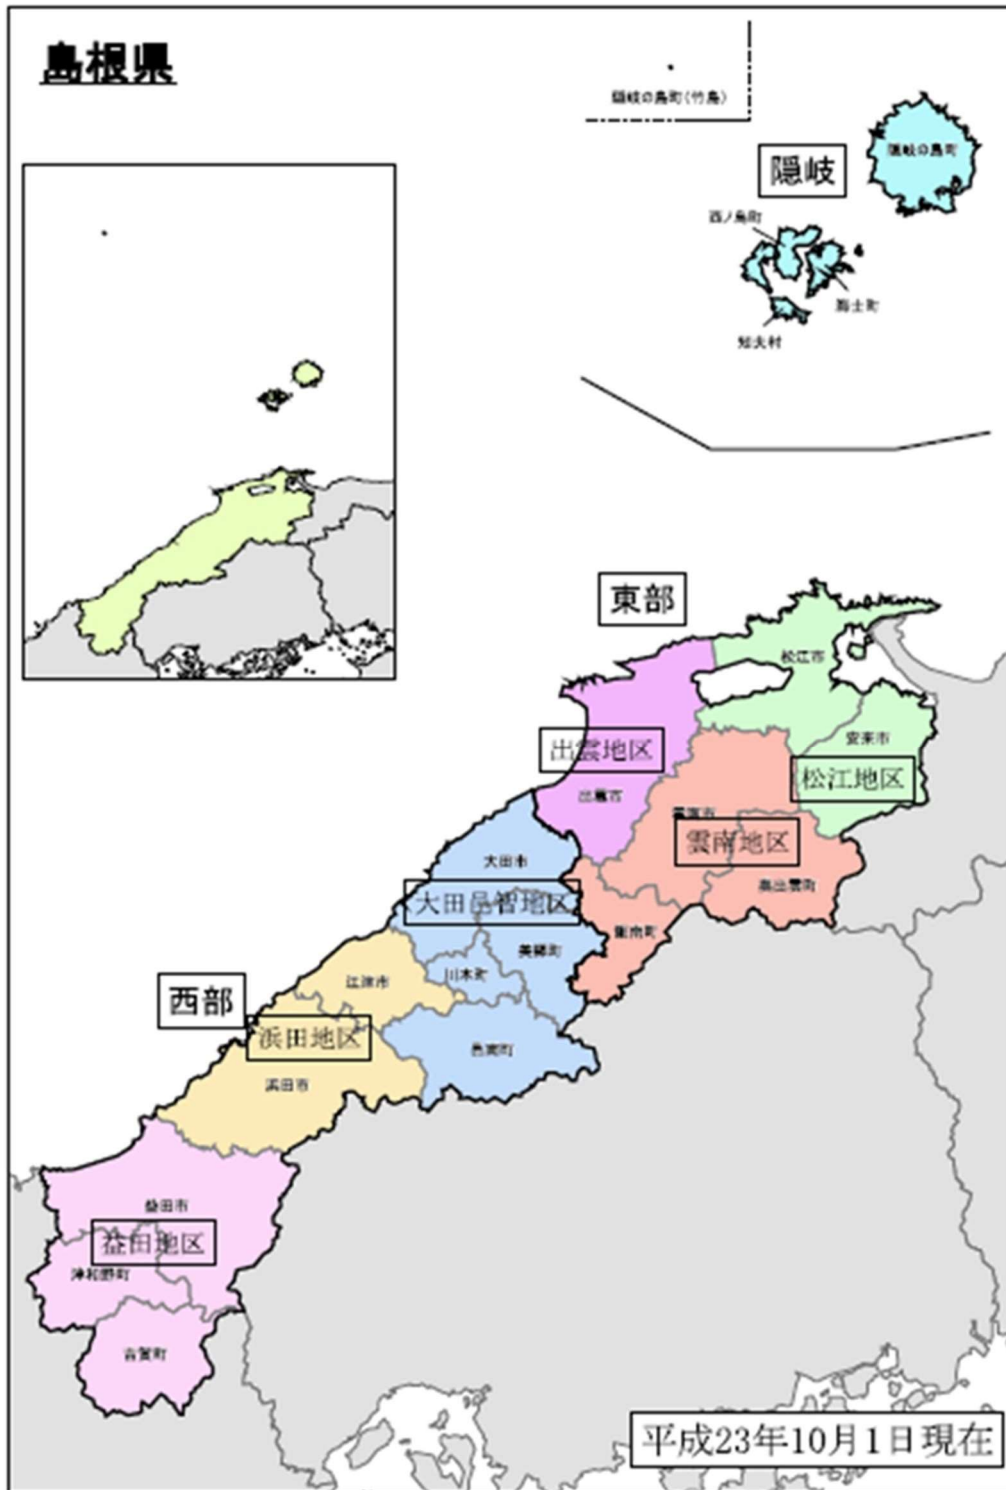 島根県
隠岐の島町(竹島)
隠岐の島町
隠岐
西ノ島町
海士町
知夫村
東部
松江市
出雲地区
安来市
松江地区
出雲市
雲南市
雲南地区
大田市
奥出雲町
大田邑智地区
飯南町
美郷町
川本町
江津市
西部
浜田地区
邑南町
浜田市
益田市
益田地区
津和野町
吉賀町
平成23年10月1日現在